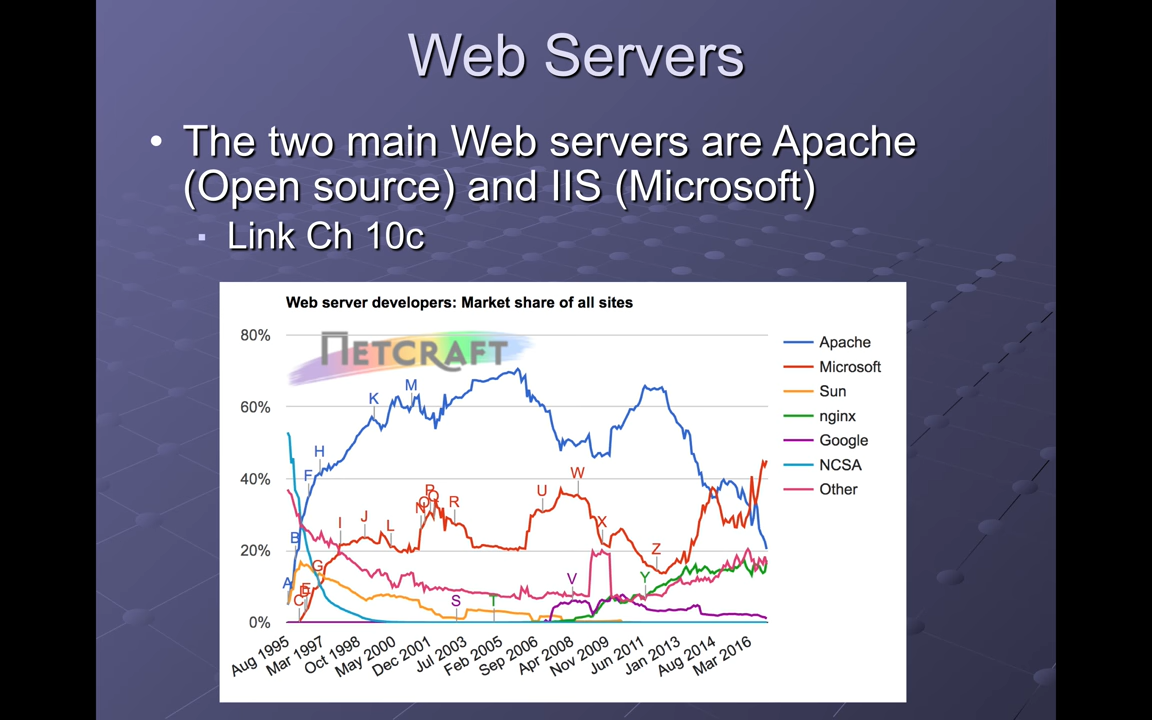 Web Servers
• The two main Web servers are Apache
(Open source) and IIS (Microsoft)
▪ Link Ch 10c
Web server developers: Market share of all sites
NETCRAFT
80%
60%
40%
20%
0%
Apache
Microsoft
Sun
nginx
Google
NCSA
Other
A
B
C
D
E
F
G
H
I
J
K
L
M
N
O
P
Q
R
S
T
U
V
W
X
Y
Z
Aug 1995
Mar 1997
Oct 1998
May 2000
Dec 2001
Jul 2003
Feb 2005
Sep 2006
Apr 2008
Nov 2009
Jun 2011
Jan 2013
Aug 2014
Mar 2016